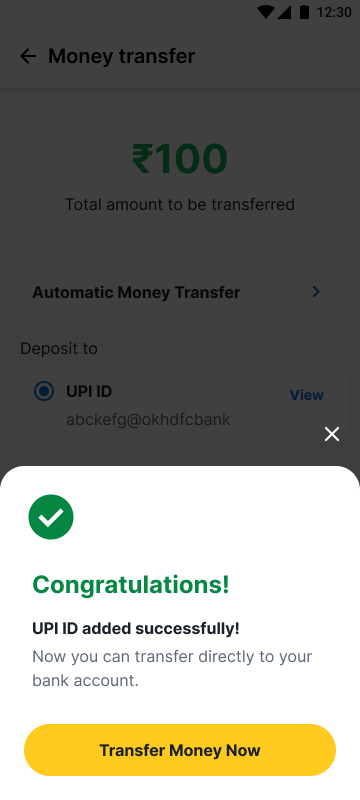 12:30
Money transfer
₹100
Total amount to be transferred
Automatic Money Transfer
Deposit to
UPI ID
View
abckefg@okhdfcbank
Congratulations!
UPI ID added successfully!
Now you can transfer directly to your
bank account.
Transfer Money Now